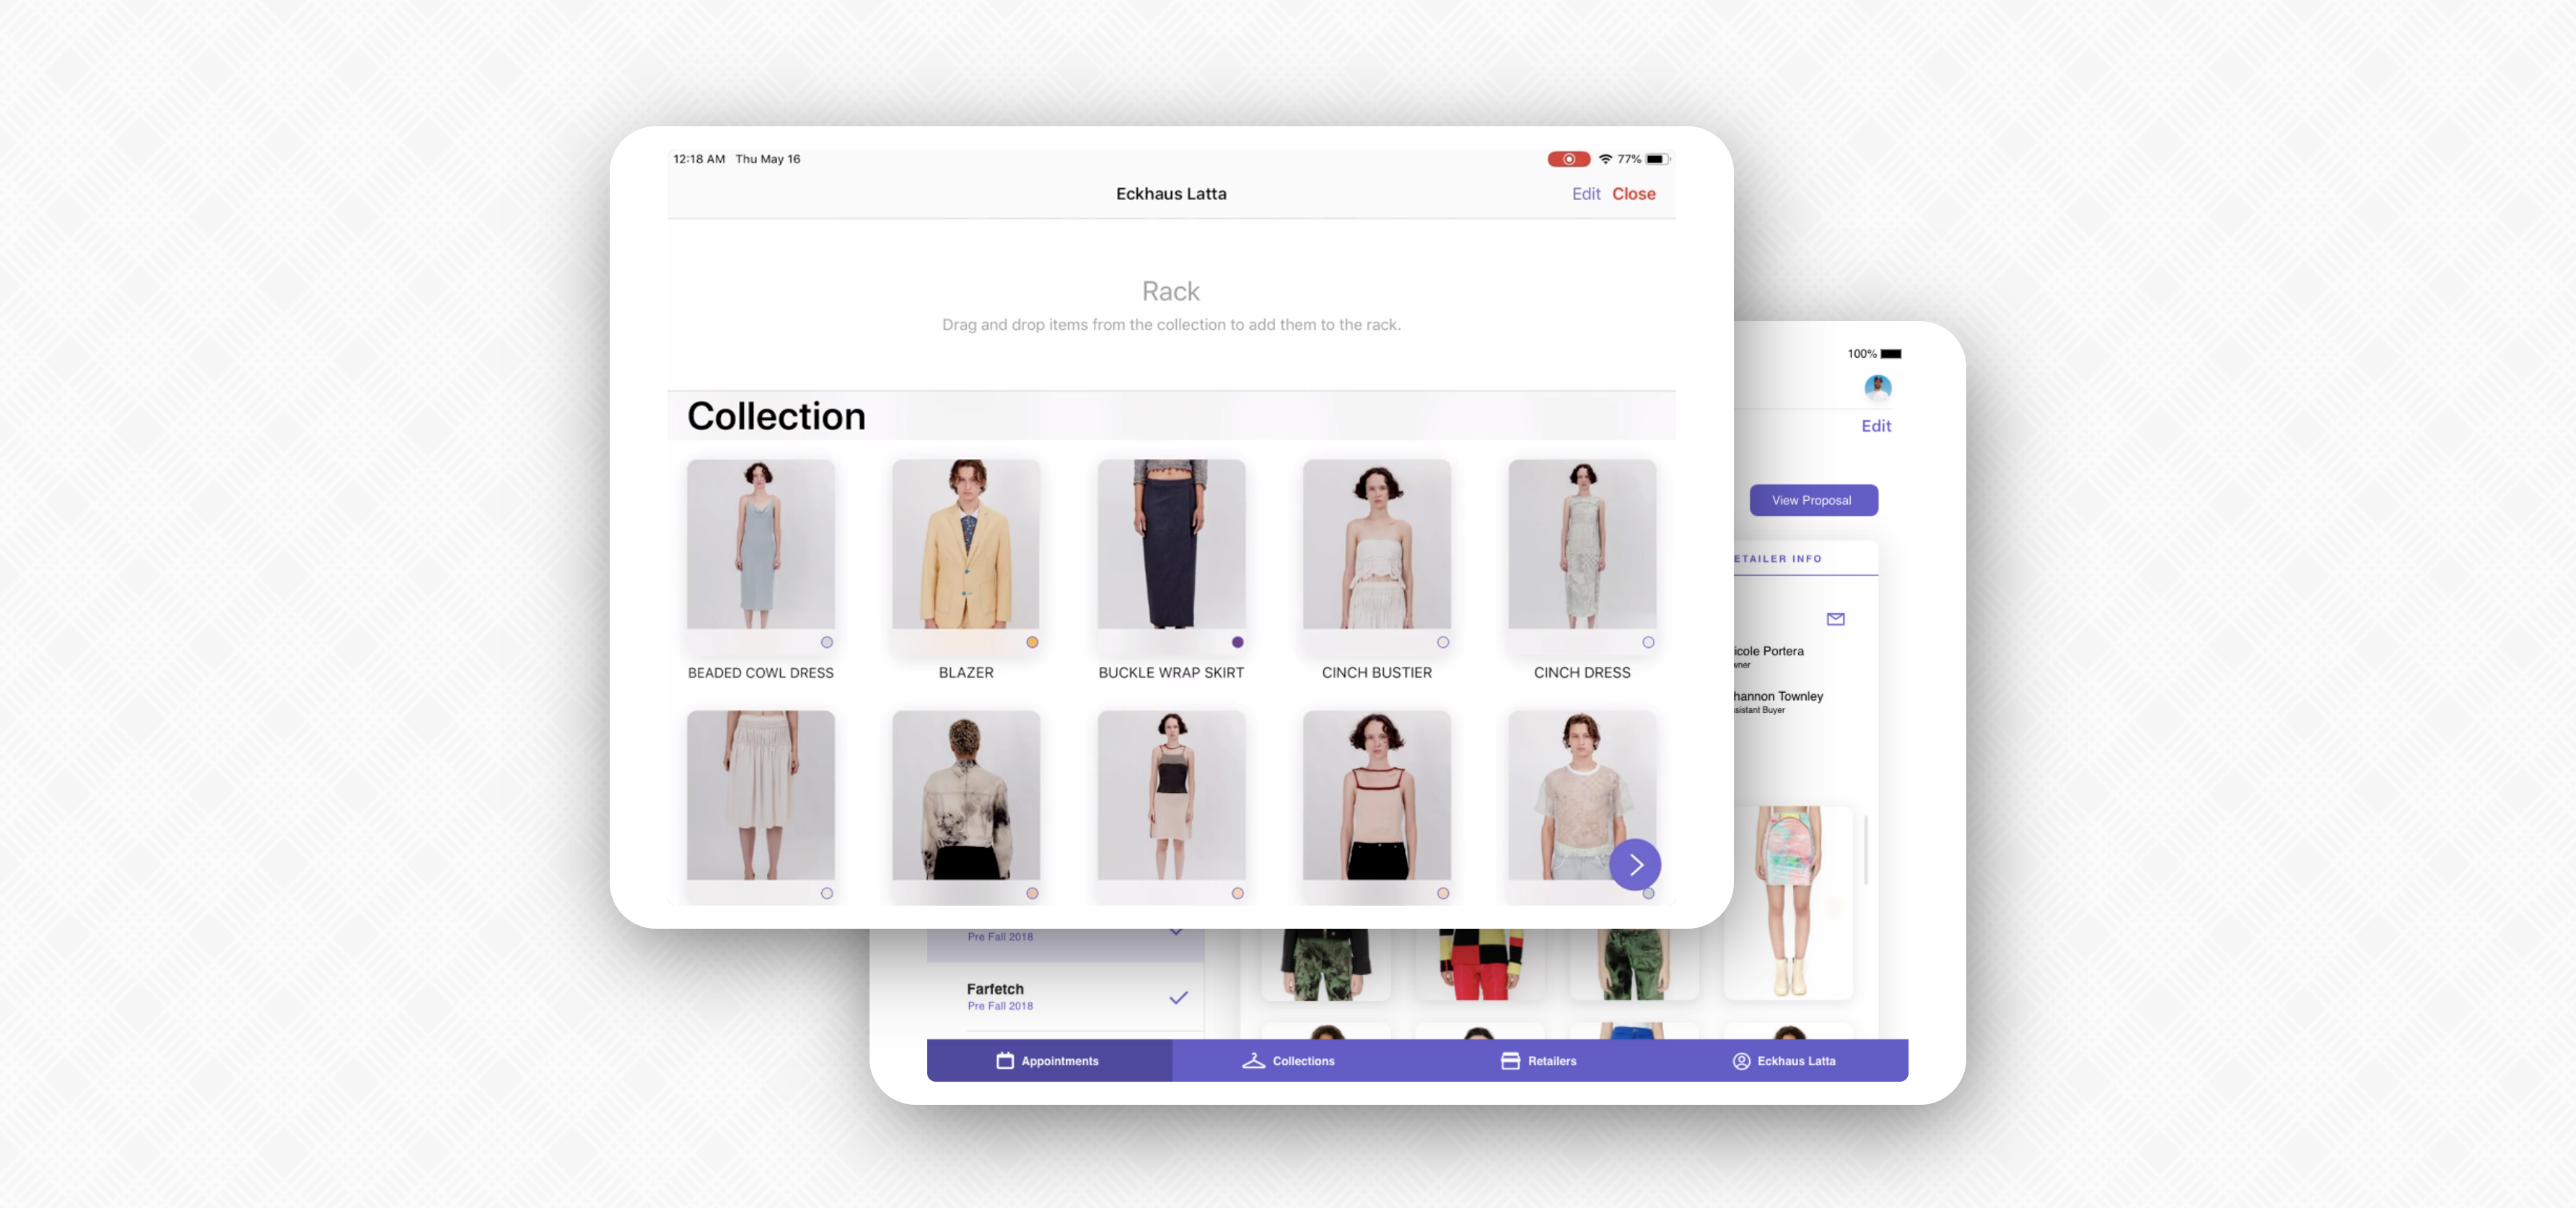 12:18 AM Thu May 16
77%
Eckhaus Latta
Edit Close
Rack
Drag and drop items from the collection to add them to the rack.
Collection
BEADED COWL DRESS
BLAZER
BUCKLE WRAP SKIRT
CINCH BUSTIER
CINCH DRESS
100%
Edit
View Proposal
ETAILER INFO
icole Portera
wner
hannon Townley
ssistant Buyer
Pre Fall 2018
Farfetch
Pre Fall 2018
Appointments
Collections
Retailers
Eckhaus Latta